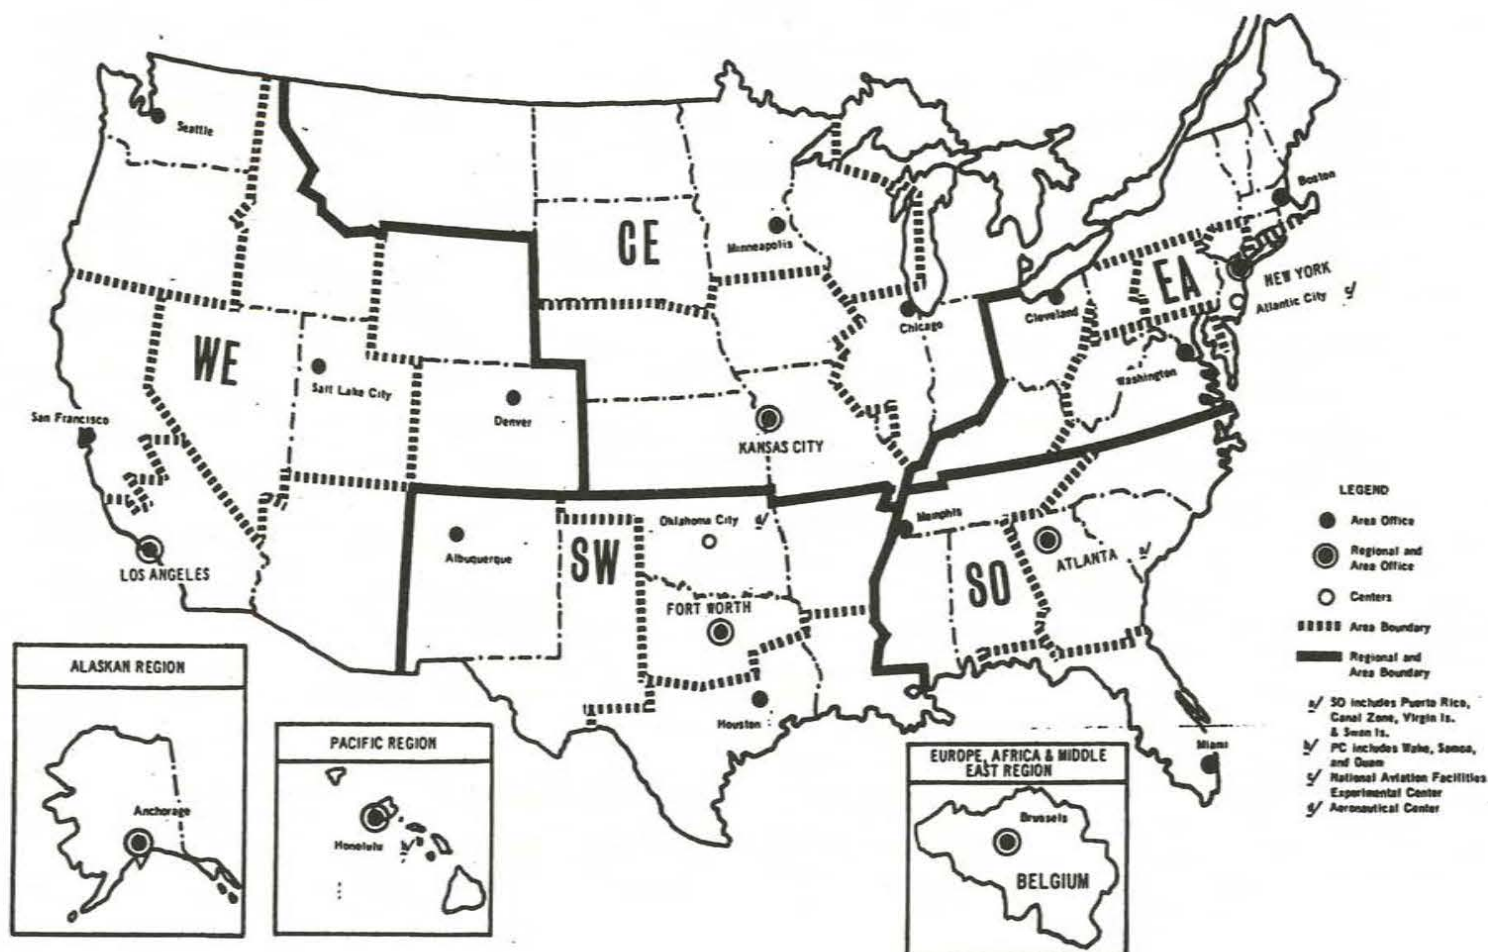 Seattle
Boston
CE
Minneapolis
EA
NEW YORK
Atlantic City c/
Cleveland
Chicago
WE
Salt Lake City
Washington
Denver
San Francisco
KANSAS CITY
LEGEND
Area Office
Regional and
Area Office
Centers
Area Boundary
Regional and
Area Boundary
a/ SO includes Puerto Rico,
Canal Zone, Virgin Is.
& Swan Is.
b/ PC includes Wake, Samoa,
and Guam
c/ National Aviation Facilities
Experimental Center
d/ Aeronautical Center
Oklahoma City d/
Memphis
Albuquerque
SW
ATLANTA a/
LOS ANGELES
SO
FORT WORTH
Houston
Miami
ALASKAN REGION
Anchorage
PACIFIC REGION
Honolulu b/
EUROPE, AFRICA & MIDDLE
EAST REGION
Brussels
BELGIUM